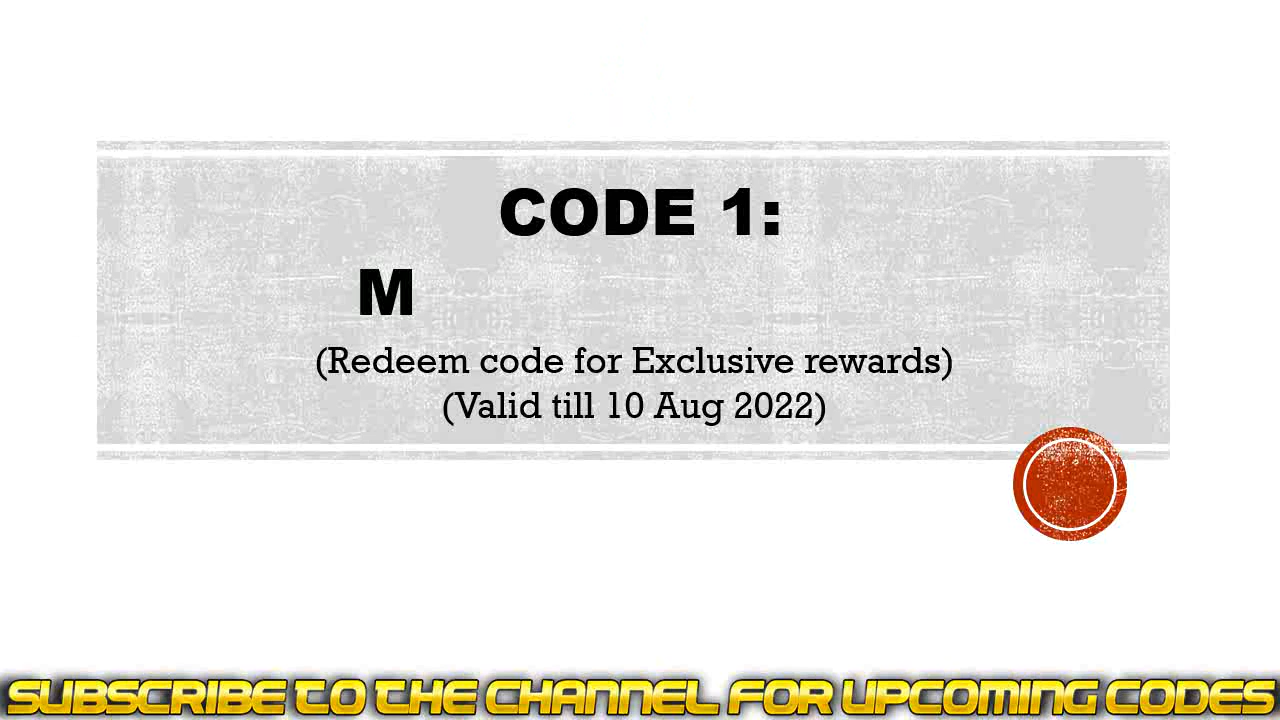 CODE 1:
M
(Redeem code for Exclusive rewards)
(Valid till 10 Aug 2022)
SUBSCRIBE TO THE CHANNEL FOR UPCOMING CODES